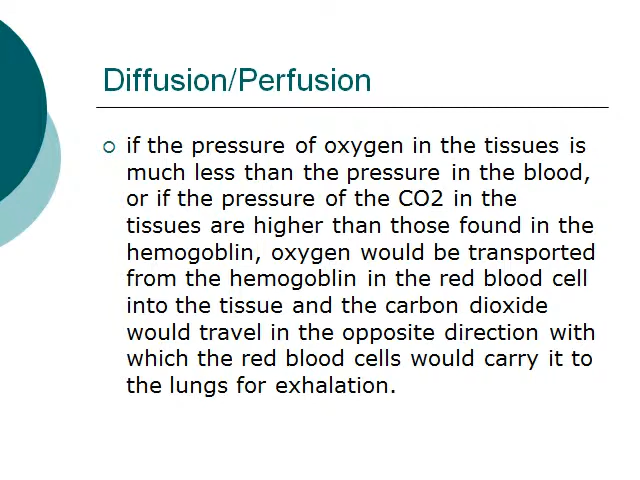 Diffusion/Perfusion
if the pressure of oxygen in the tissues is
much less than the pressure in the blood,
or if the pressure of the CO2 in the
tissues are higher than those found in the
hemogoblin, oxygen would be transported
from the hemogoblin in the red blood cell
into the tissue and the carbon dioxide
would travel in the opposite direction with
which the red blood cells would carry it to
the lungs for exhalation.